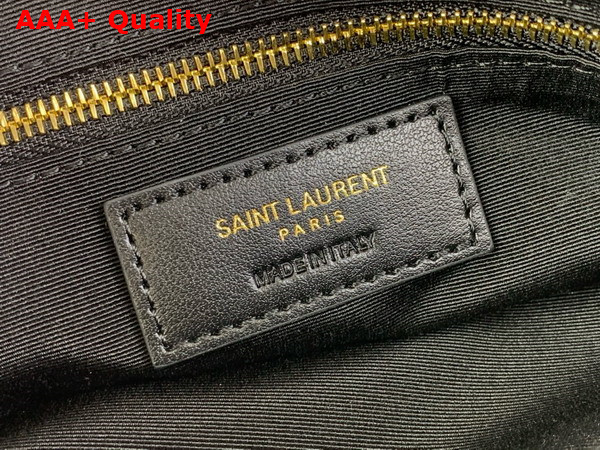 AAA+ Quality
SAINT LAURENT
PARIS
MADE IN ITALY